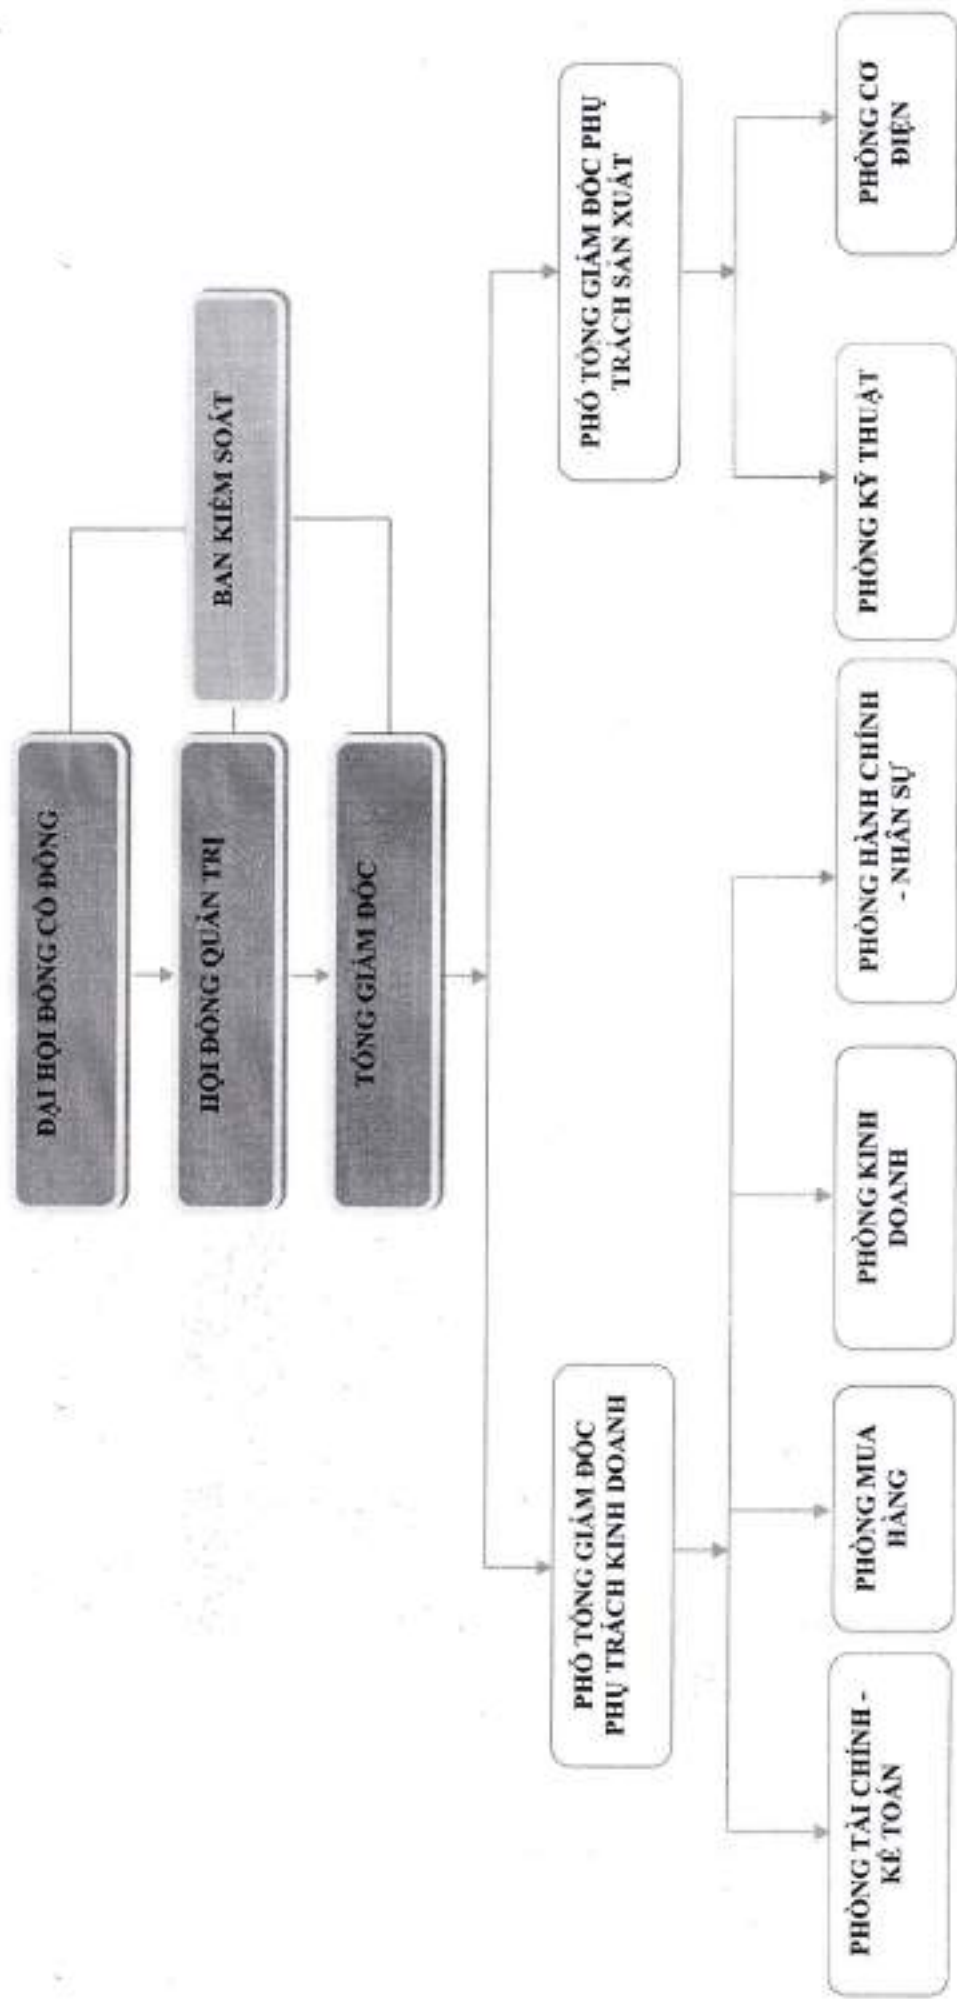 ĐẠI HỘI ĐỒNG CỔ ĐÔNG
HỘI ĐỒNG QUẢN TRỊ
BAN KIỂM SOÁT
TỔNG GIÁM ĐỐC
PHÓ TỔNG GIÁM ĐỐC
PHỤ TRÁCH KINH DOANH
PHÓ TỔNG GIÁM ĐỐC PHỤ
TRÁCH SẢN XUẤT
PHÒNG TÀI CHÍNH -
KẾ TOÁN
PHÒNG MUA
HÀNG
PHÒNG KINH
DOANH
PHÒNG HÀNH CHÍNH
- NHÂN SỰ
PHÒNG KỸ THUẬT
PHÒNG CƠ
ĐIỆN